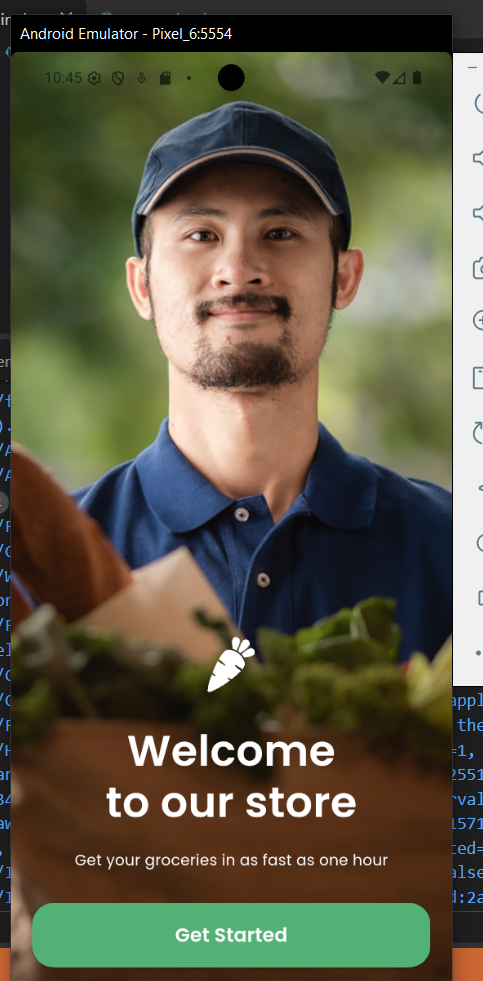 Android Emulator - Pixel_6:5554
10:45
Welcome
to our store
Get your groceries in as fast as one hour
Get Started